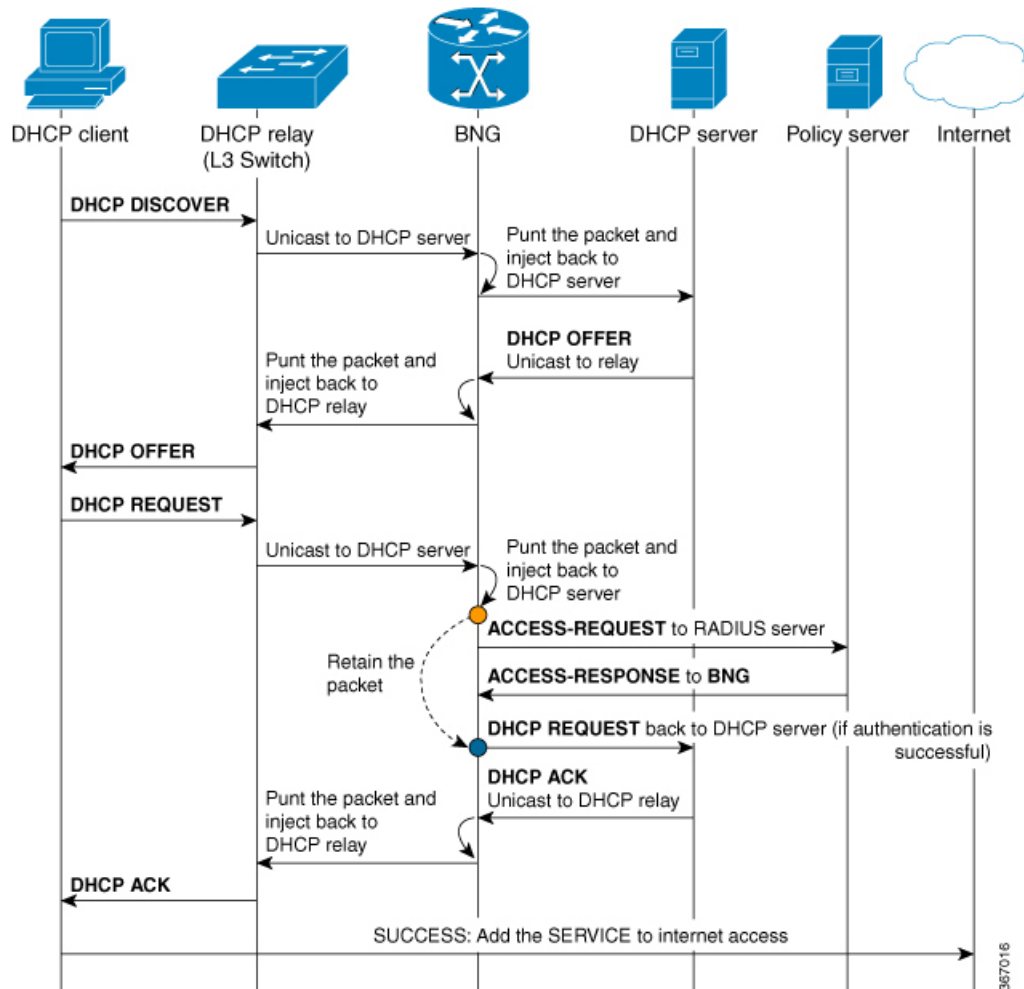 DHCP client
DHCP relay
(L3 Switch)
BNG
DHCP server
Policy server
Internet
DHCP DISCOVER
Unicast to DHCP server
Punt the packet and
inject back to
DHCP server
DHCP OFFER
Unicast to relay
Punt the packet and
inject back to
DHCP relay
DHCP OFFER
DHCP REQUEST
Unicast to DHCP server
Punt the packet and
inject back to
DHCP server
ACCESS-REQUEST to RADIUS server
Retain the
packet
ACCESS-RESPONSE to BNG
DHCP REQUEST back to DHCP server (if authentication is
successful)
DHCP ACK
Unicast to DHCP relay
Punt the packet and
inject back to
DHCP relay
DHCP ACK
SUCCESS: Add the SERVICE to internet access
367016